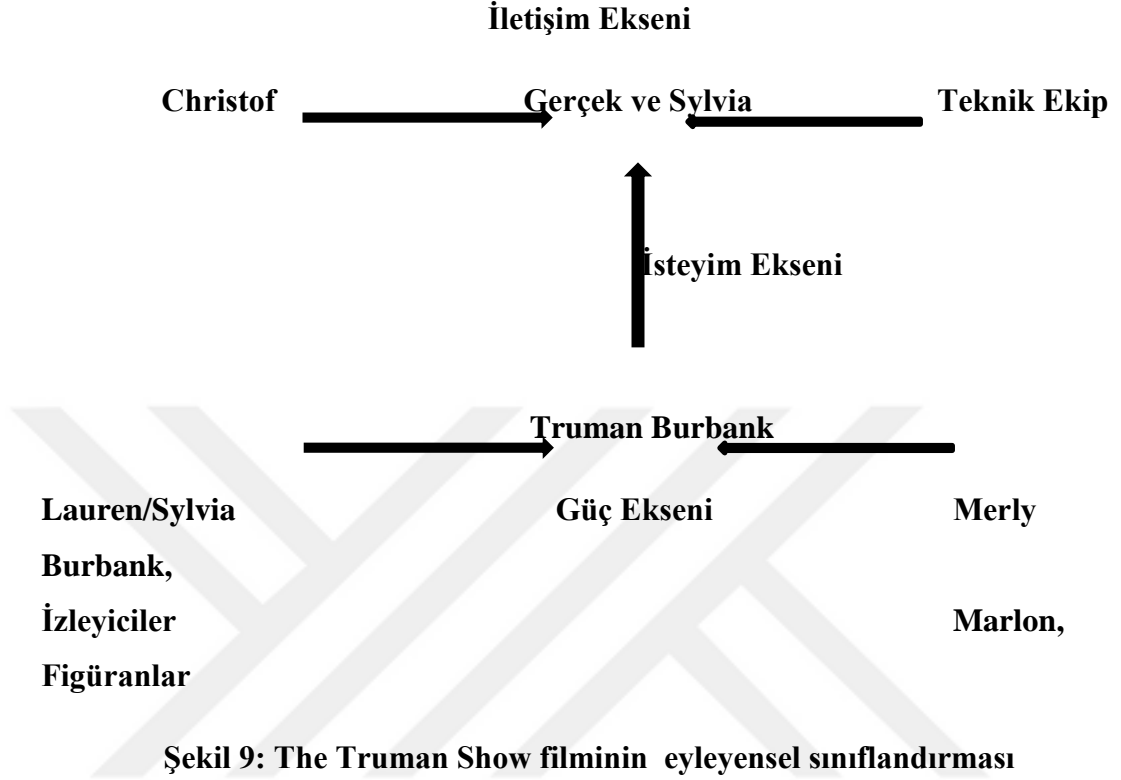 İletişim Ekseni
Christof Gerçek ve Sylvia Teknik Ekip
İsteyim Ekseni
Truman Burbank
Lauren/Sylvia Güç Ekseni Merly
Burbank,
İzleyiciler Marlon,
Figüranlar
Şekil 9: The Truman Show filminin eyleyensel sınıflandırması